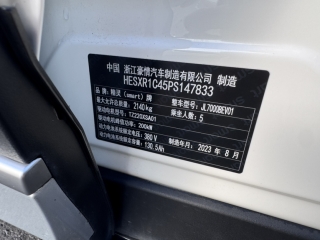 中国 浙江豪情汽车制造有限公司 制造
HESXR1C45PS147833
品牌：精灵（smart）牌 整车型号：JL7000BEV01
最大允许总质量：2140kg 乘坐人数：5
驱动电机型号：TZ220XSA01
驱动电机峰值功率：200kW
动力电池系统额定电压：380 V
动力电池系统额定容量：130.5Ah 制造年月：2023 年 8 月